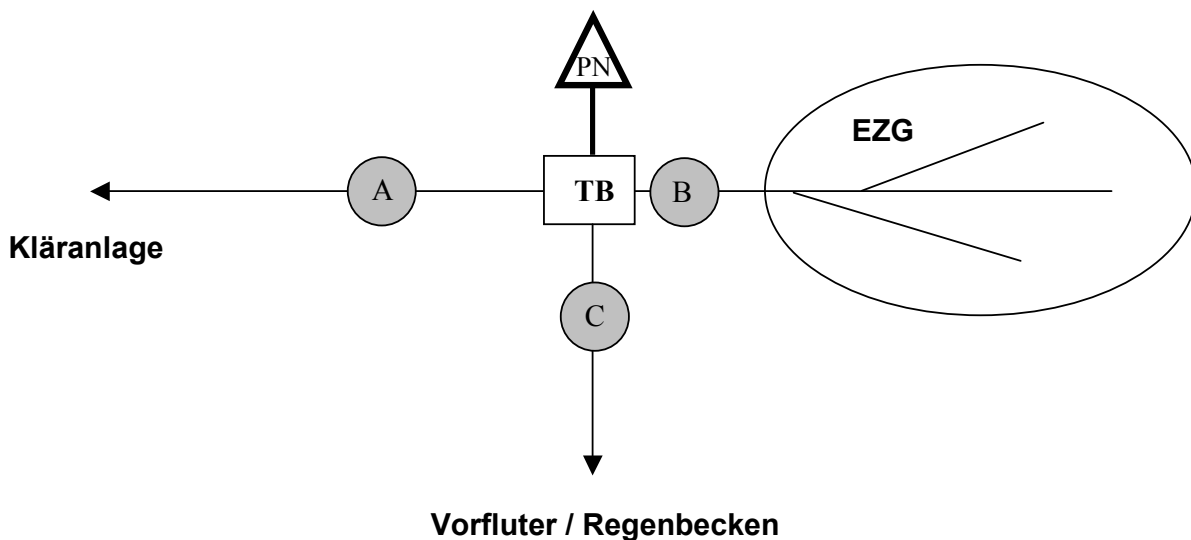 PN
EZG
A
TB
B
Kläranlage
C
Vorfluter / Regenbecken